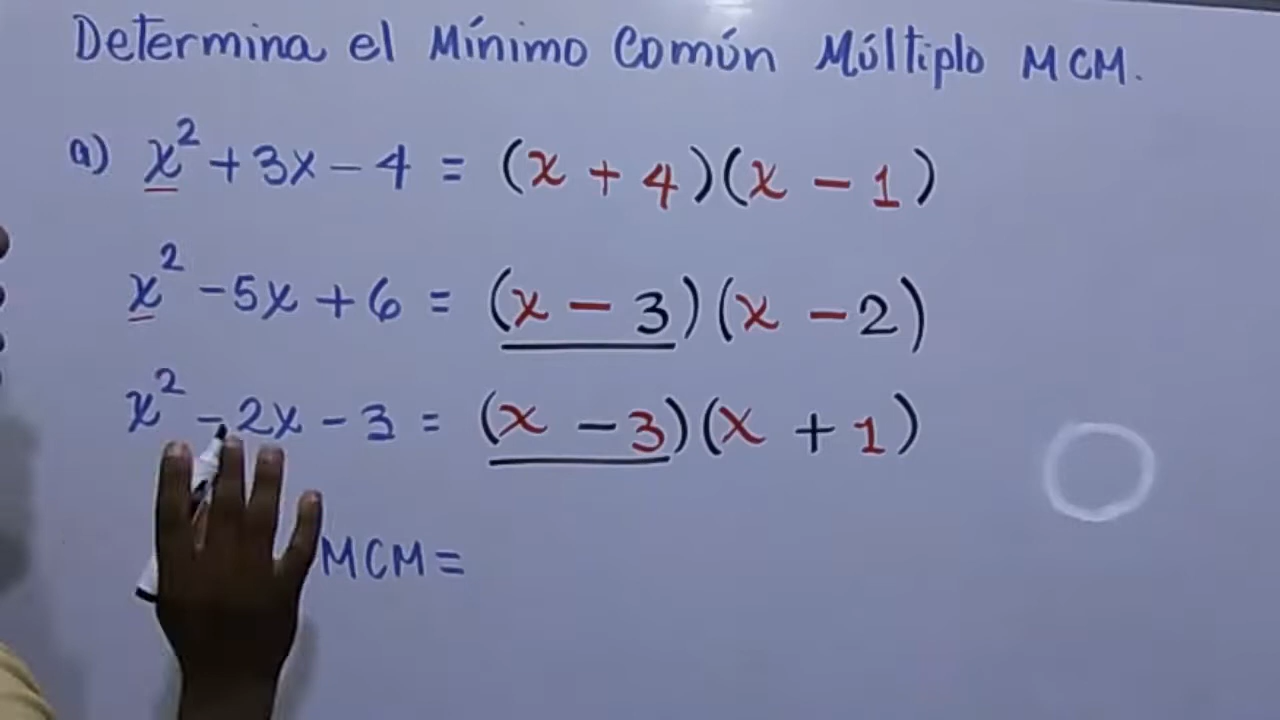 Determina el Mínimo Común Múltiplo MCM.
a) x² + 3x - 4 = (x + 4)(x - 1)
x² - 5x + 6 = (x - 3)(x - 2)
x² - 2x - 3 = (x - 3)(x + 1)
MCM =